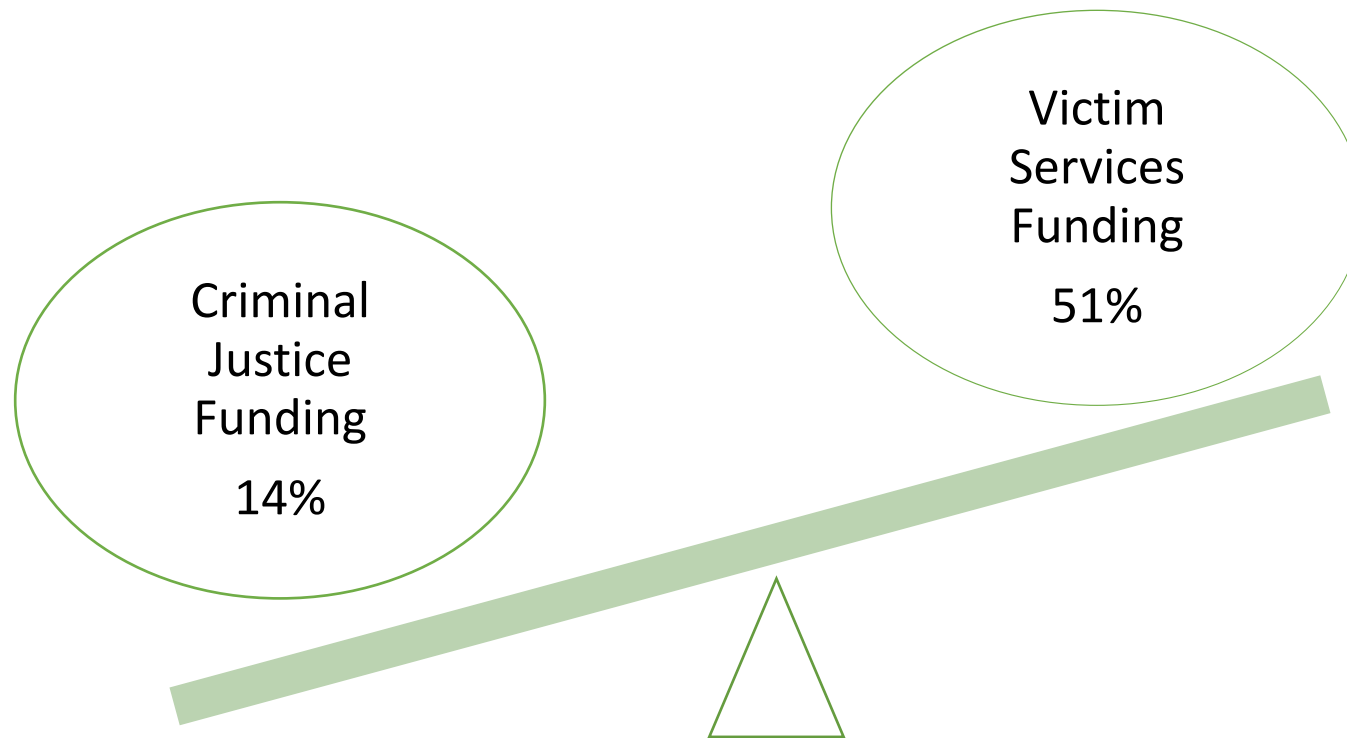 Criminal
Justice
Funding
14%
Victim
Services
Funding
51%